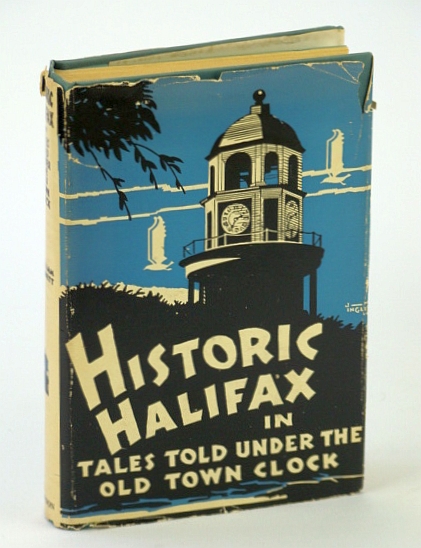 HISTORIC
HALIFAX
IN
TALES TOLD UNDER THE
OLD TOWN CLOCK